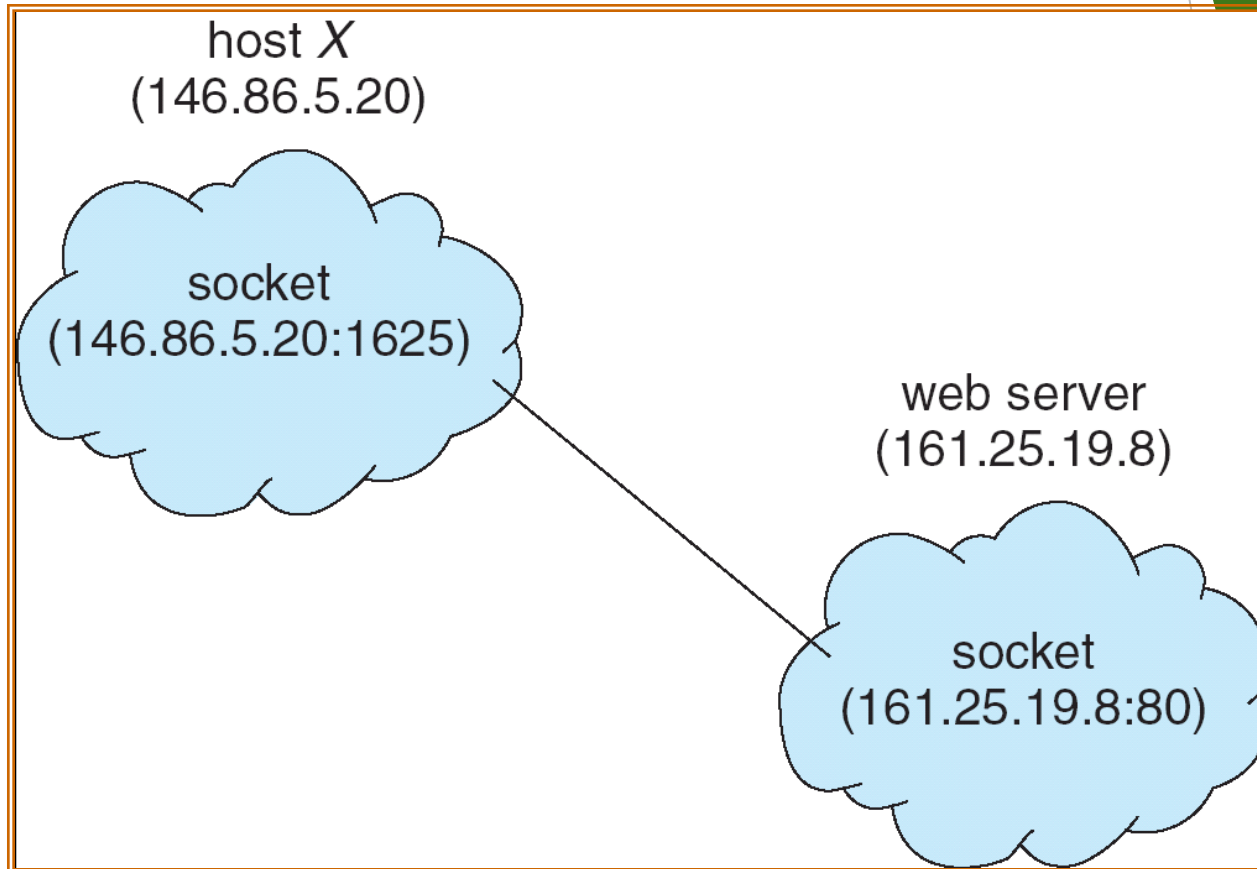 host X
(146.86.5.20)
socket
(146.86.5.20:1625)
web server
(161.25.19.8)
socket
(161.25.19.8:80)